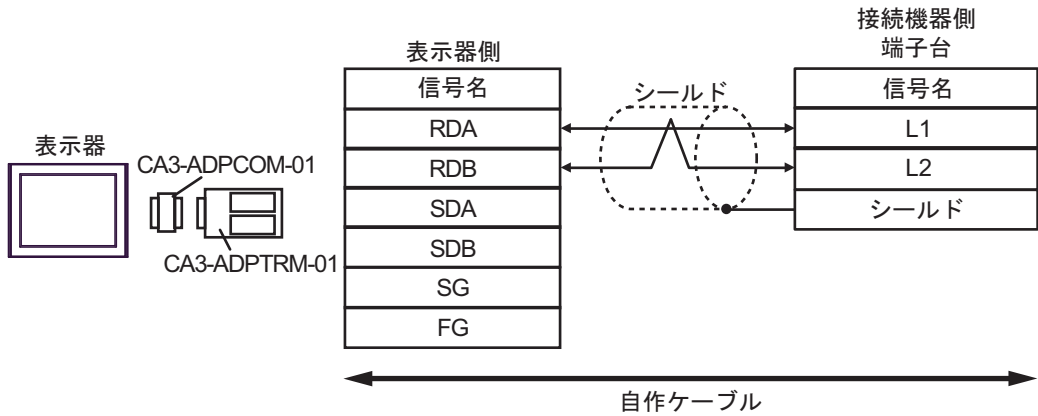 表示器
CA3-ADPCOM-01
CA3-ADPTRM-01
表示器側
信号名
RDA
RDB
SDA
SDB
SG
FG
シールド
接続機器側
端子台
信号名
L1
L2
シールド
自作ケーブル